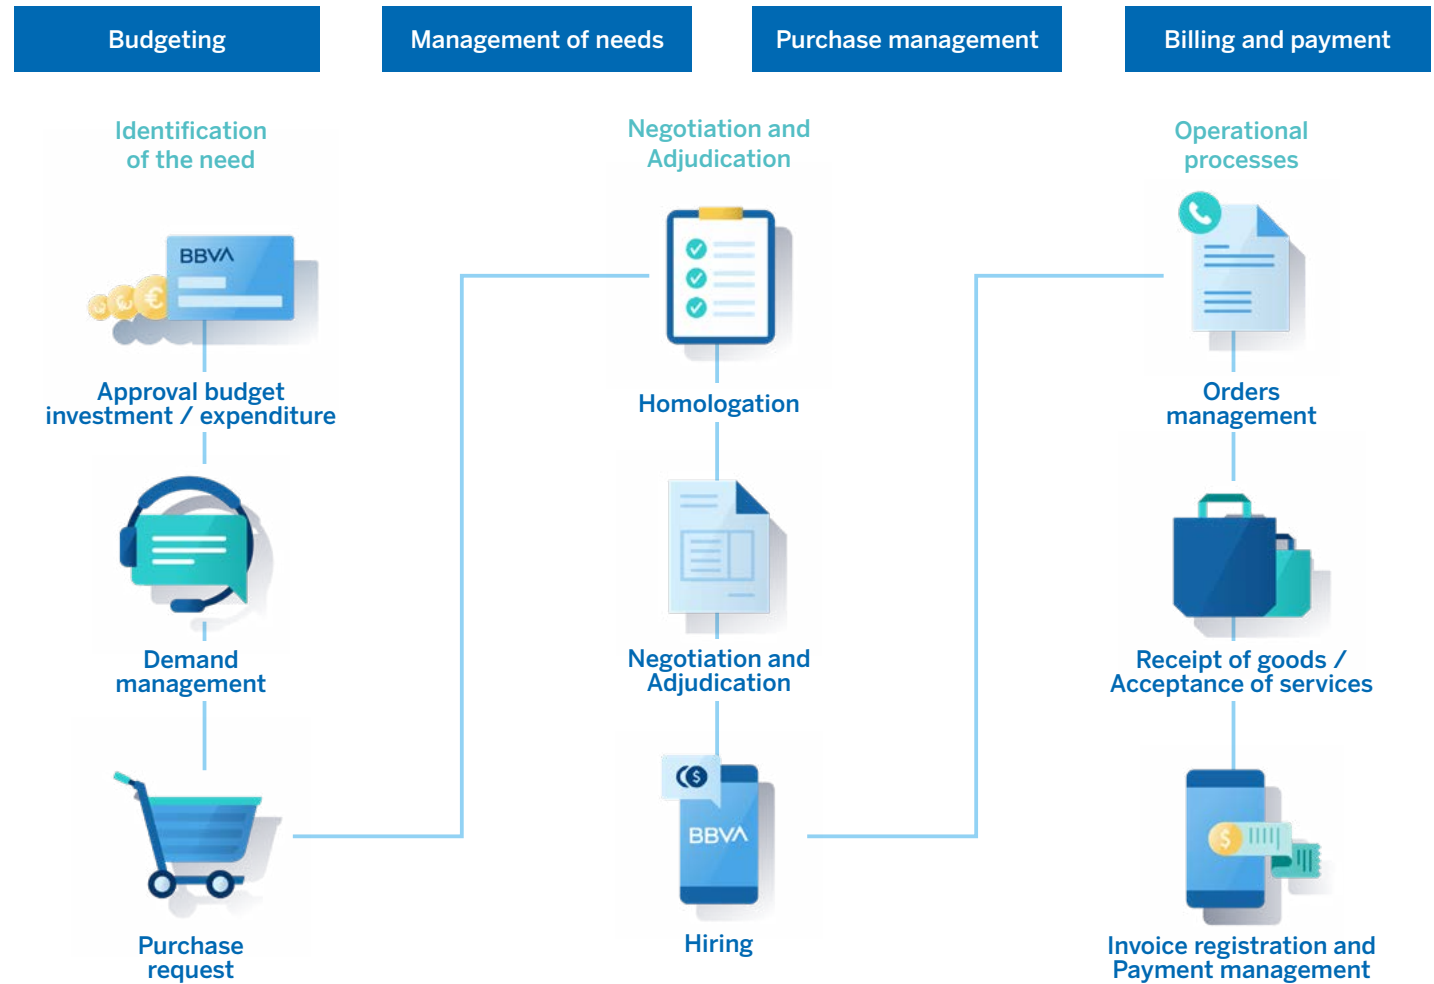 Budgeting
Management of needs
Purchase management
Billing and payment
Identification
of the need
BBVA
Approval budget
investment / expenditure
Demand
management
Purchase
request
Negotiation and
Adjudication
Homologation
Negotiation and
Adjudication
BBVA
Hiring
Operational
processes
Orders
management
Receipt of goods /
Acceptance of services
Invoice registration and
Payment management